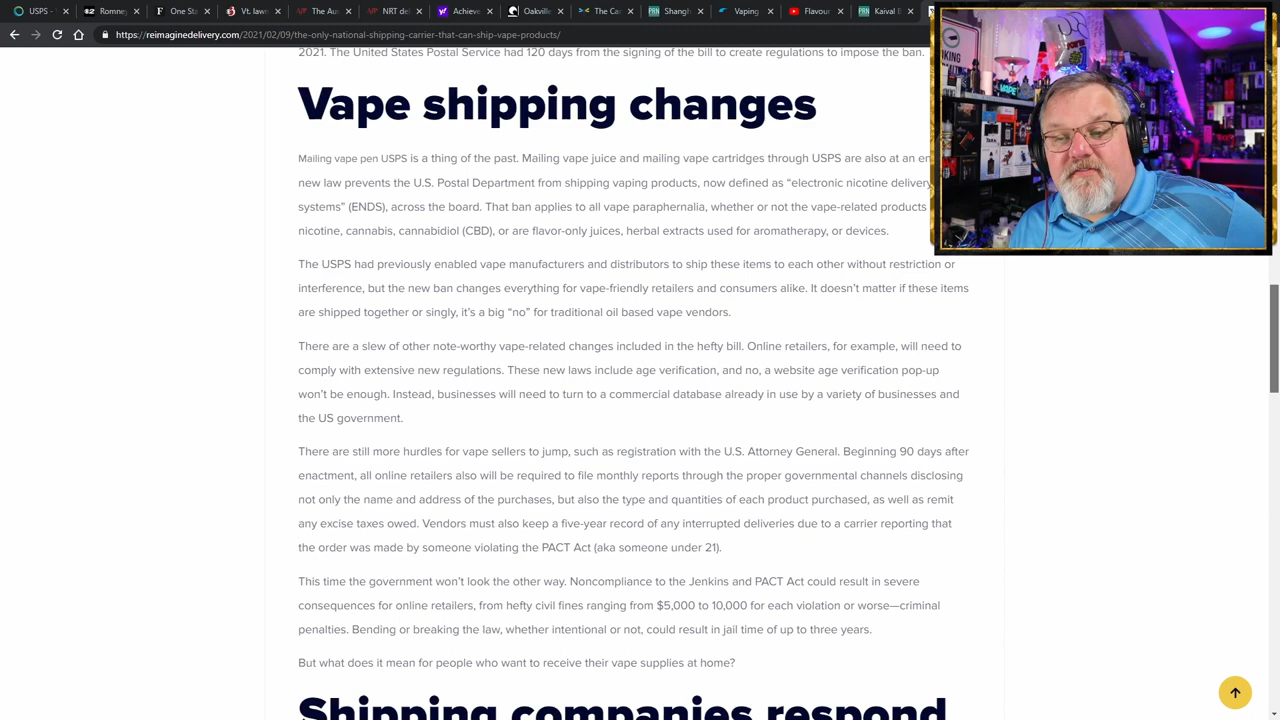 USPS -
Romney
One Sta
Vt. law
The Au
NRT de
Achieve
Oakville
The Ca
Shangh
Vaping
Flavour
Kaival B
https://reimaginedelivery.com/2021/02/09/the-only-national-shipping-carrier-that-can-ship-vape-products/
2021. The United States Postal Service had 120 days from the signing of the bill to create regulations to impose the ban.
Vape shipping changes
Mailing vape pen USPS is a thing of the past. Mailing vape juice and mailing vape cartridges through USPS are also at an en
new law prevents the U.S. Postal Department from shipping vaping products, now defined as “electronic nicotine delivery
systems” (ENDS), across the board. That ban applies to all vape paraphernalia, whether or not the vape-related products
nicotine, cannabis, cannabidiol (CBD), or are flavor-only juices, herbal extracts used for aromatherapy, or devices.
The USPS had previously enabled vape manufacturers and distributors to ship these items to each other without restriction or
interference, but the new ban changes everything for vape-friendly retailers and consumers alike. It doesn’t matter if these items
are shipped together or singly, it’s a big “no” for traditional oil based vape vendors.
There are a slew of other note-worthy vape-related changes included in the hefty bill. Online retailers, for example, will need to
comply with extensive new regulations. These new laws include age verification, and no, a website age verification pop-up
won’t be enough. Instead, businesses will need to turn to a commercial database already in use by a variety of businesses and
the US government.
There are still more hurdles for vape sellers to jump, such as registration with the U.S. Attorney General. Beginning 90 days after
enactment, all online retailers also will be required to file monthly reports through the proper governmental channels disclosing
not only the name and address of the purchases, but also the type and quantities of each product purchased, as well as remit
any excise taxes owed. Vendors must also keep a five-year record of any interrupted deliveries due to a carrier reporting that
the order was made by someone violating the PACT Act (aka someone under 21).
This time the government won’t look the other way. Noncompliance to the Jenkins and PACT Act could result in severe
consequences for online retailers, from hefty civil fines ranging from $5,000 to 10,000 for each violation or worse—criminal
penalties. Bending or breaking the law, whether intentional or not, could result in jail time of up to three years.
But what does it mean for people who want to receive their vape supplies at home?
Shipping companies respond
VAPE